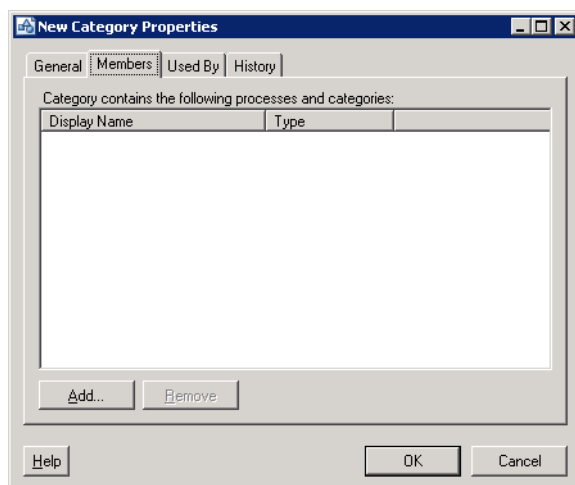 New Category Properties
General Members Used By History
Category contains the following processes and categories:
Display Name Type
Add... Remove
Help OK Cancel